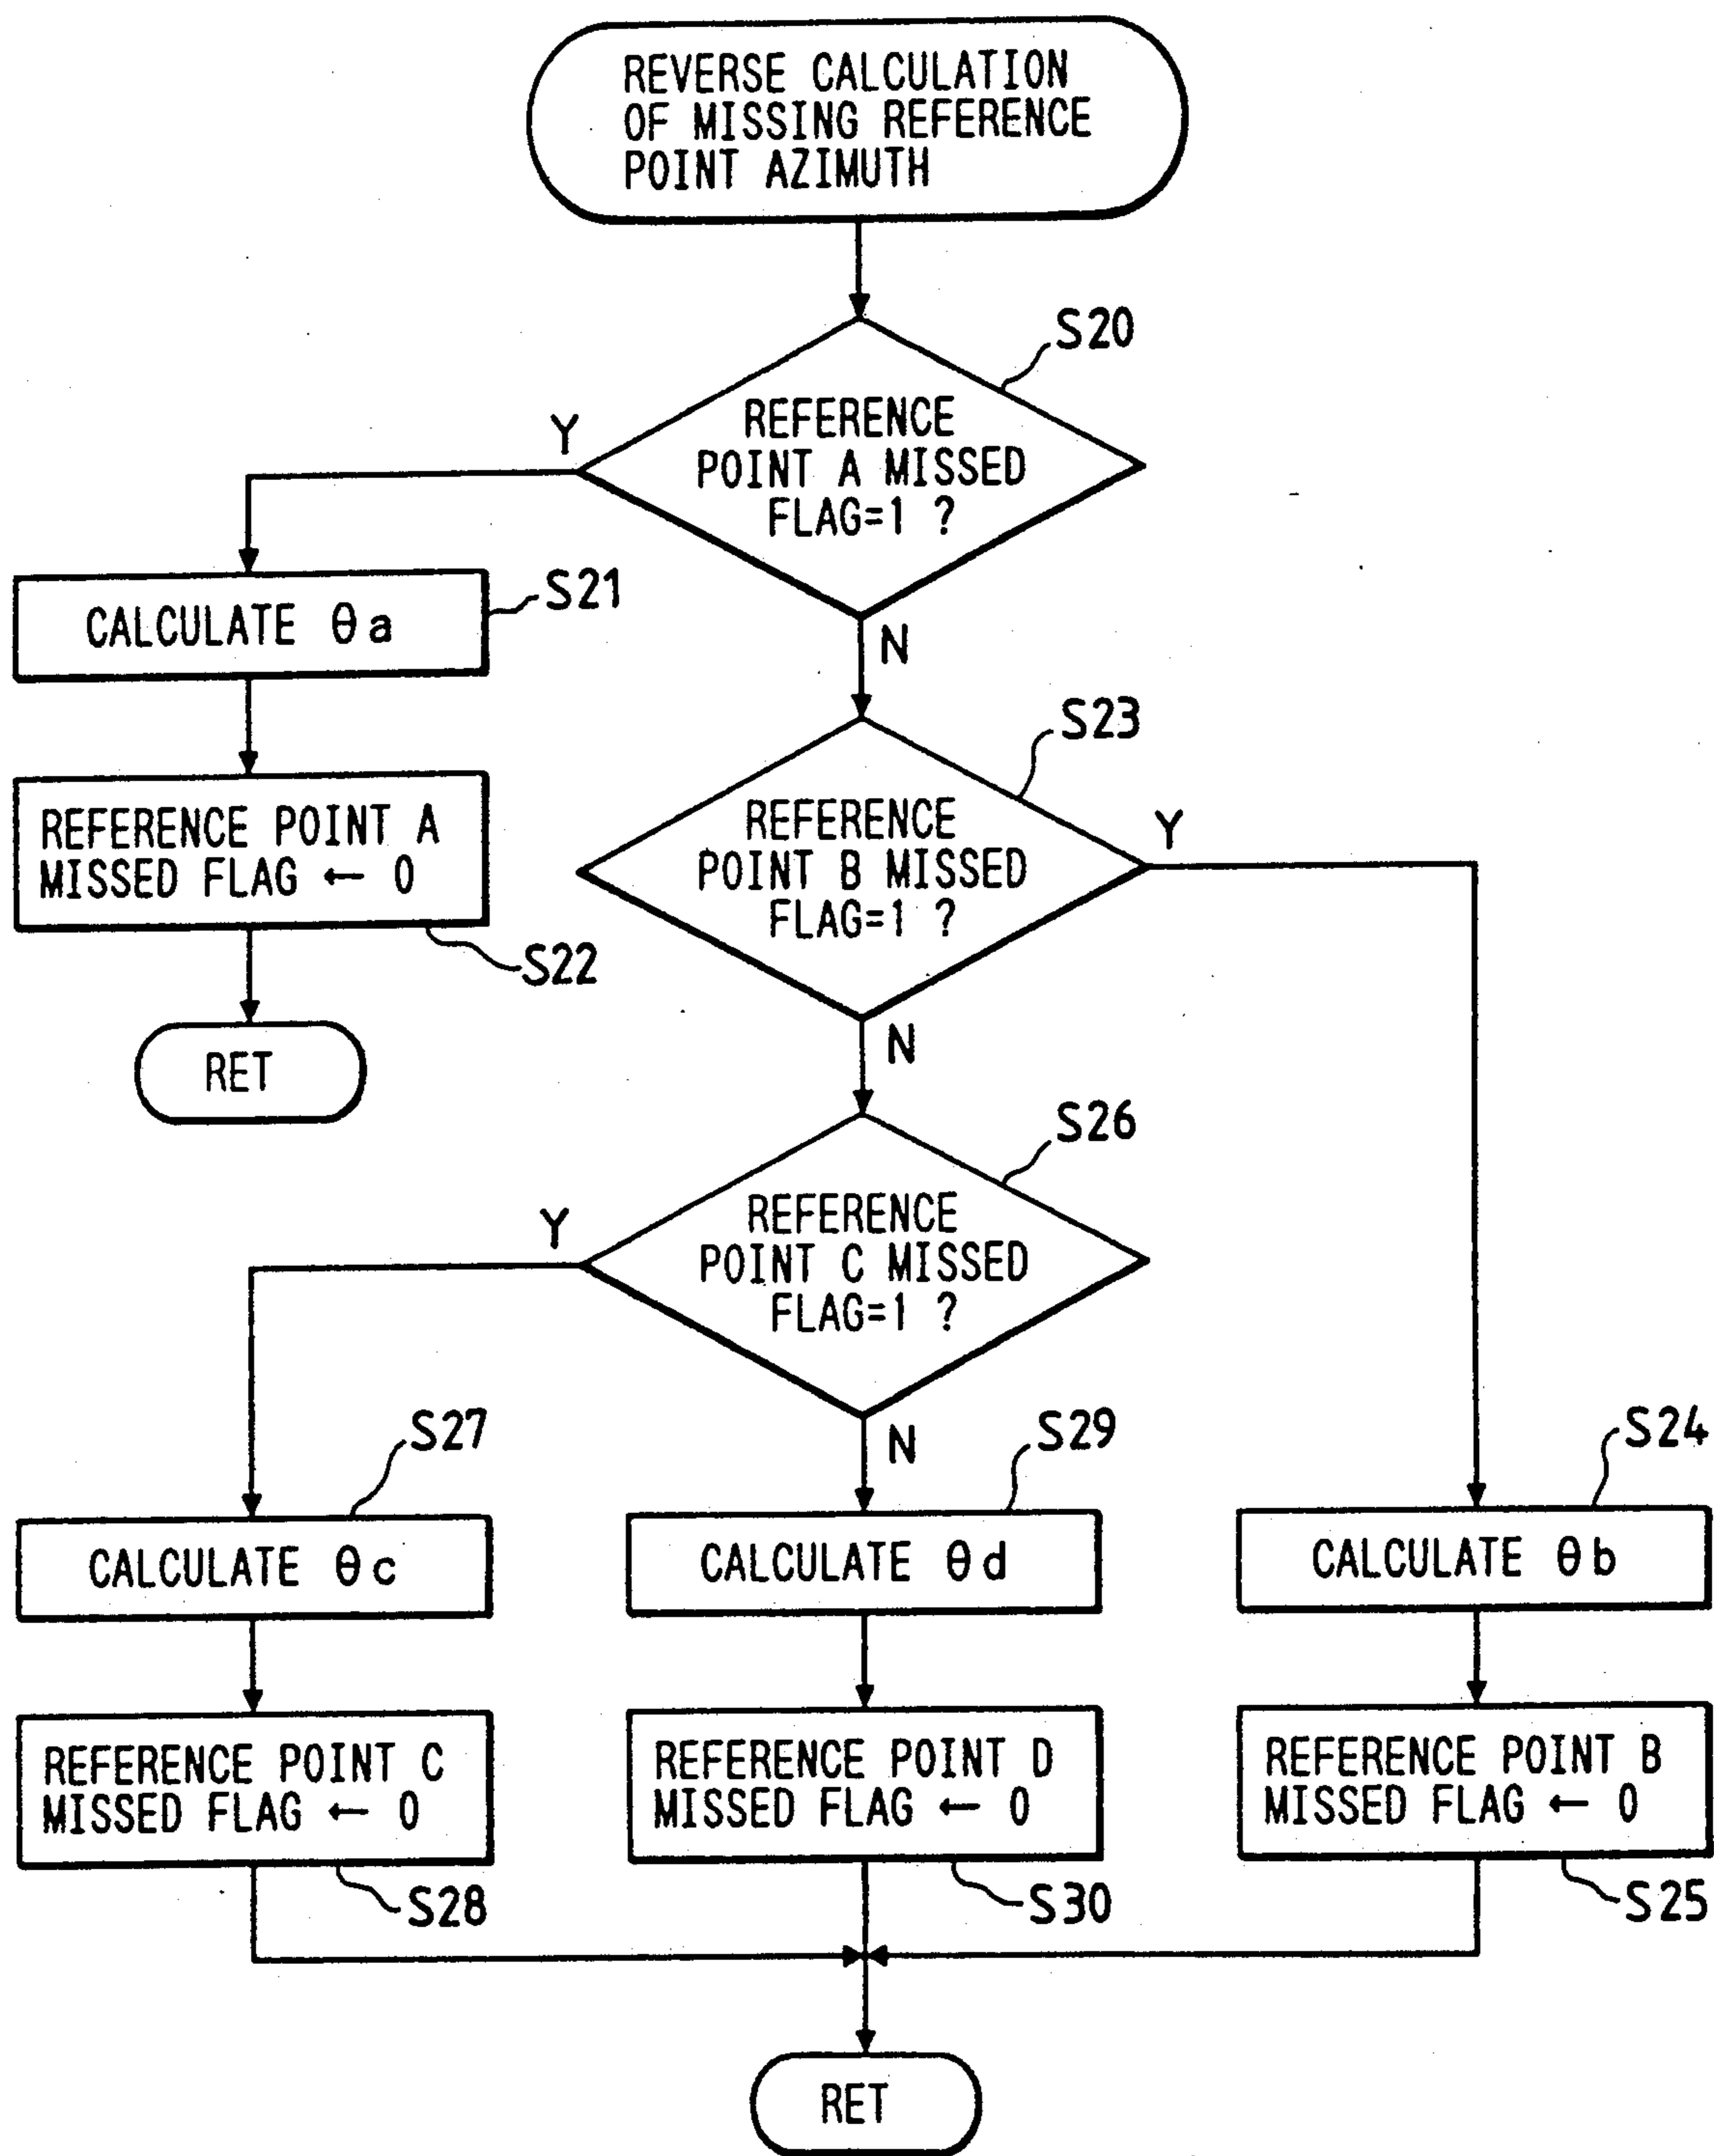 REVERSE CALCULATION
OF MISSING REFERENCE
POINT AZIMUTH
S20
REFERENCE
POINT A MISSED
FLAG=1 ?
Y
N
S21
CALCULATE θa
REFERENCE POINT A
MISSED FLAG ← 0
S22
RET
S23
REFERENCE
POINT B MISSED
FLAG=1 ?
Y
N
S26
REFERENCE
POINT C MISSED
FLAG=1 ?
Y
N
S27
CALCULATE θc
REFERENCE POINT C
MISSED FLAG ← 0
S28
S29
CALCULATE θd
REFERENCE POINT D
MISSED FLAG ← 0
S30
S24
CALCULATE θb
REFERENCE POINT B
MISSED FLAG ← 0
S25
RET